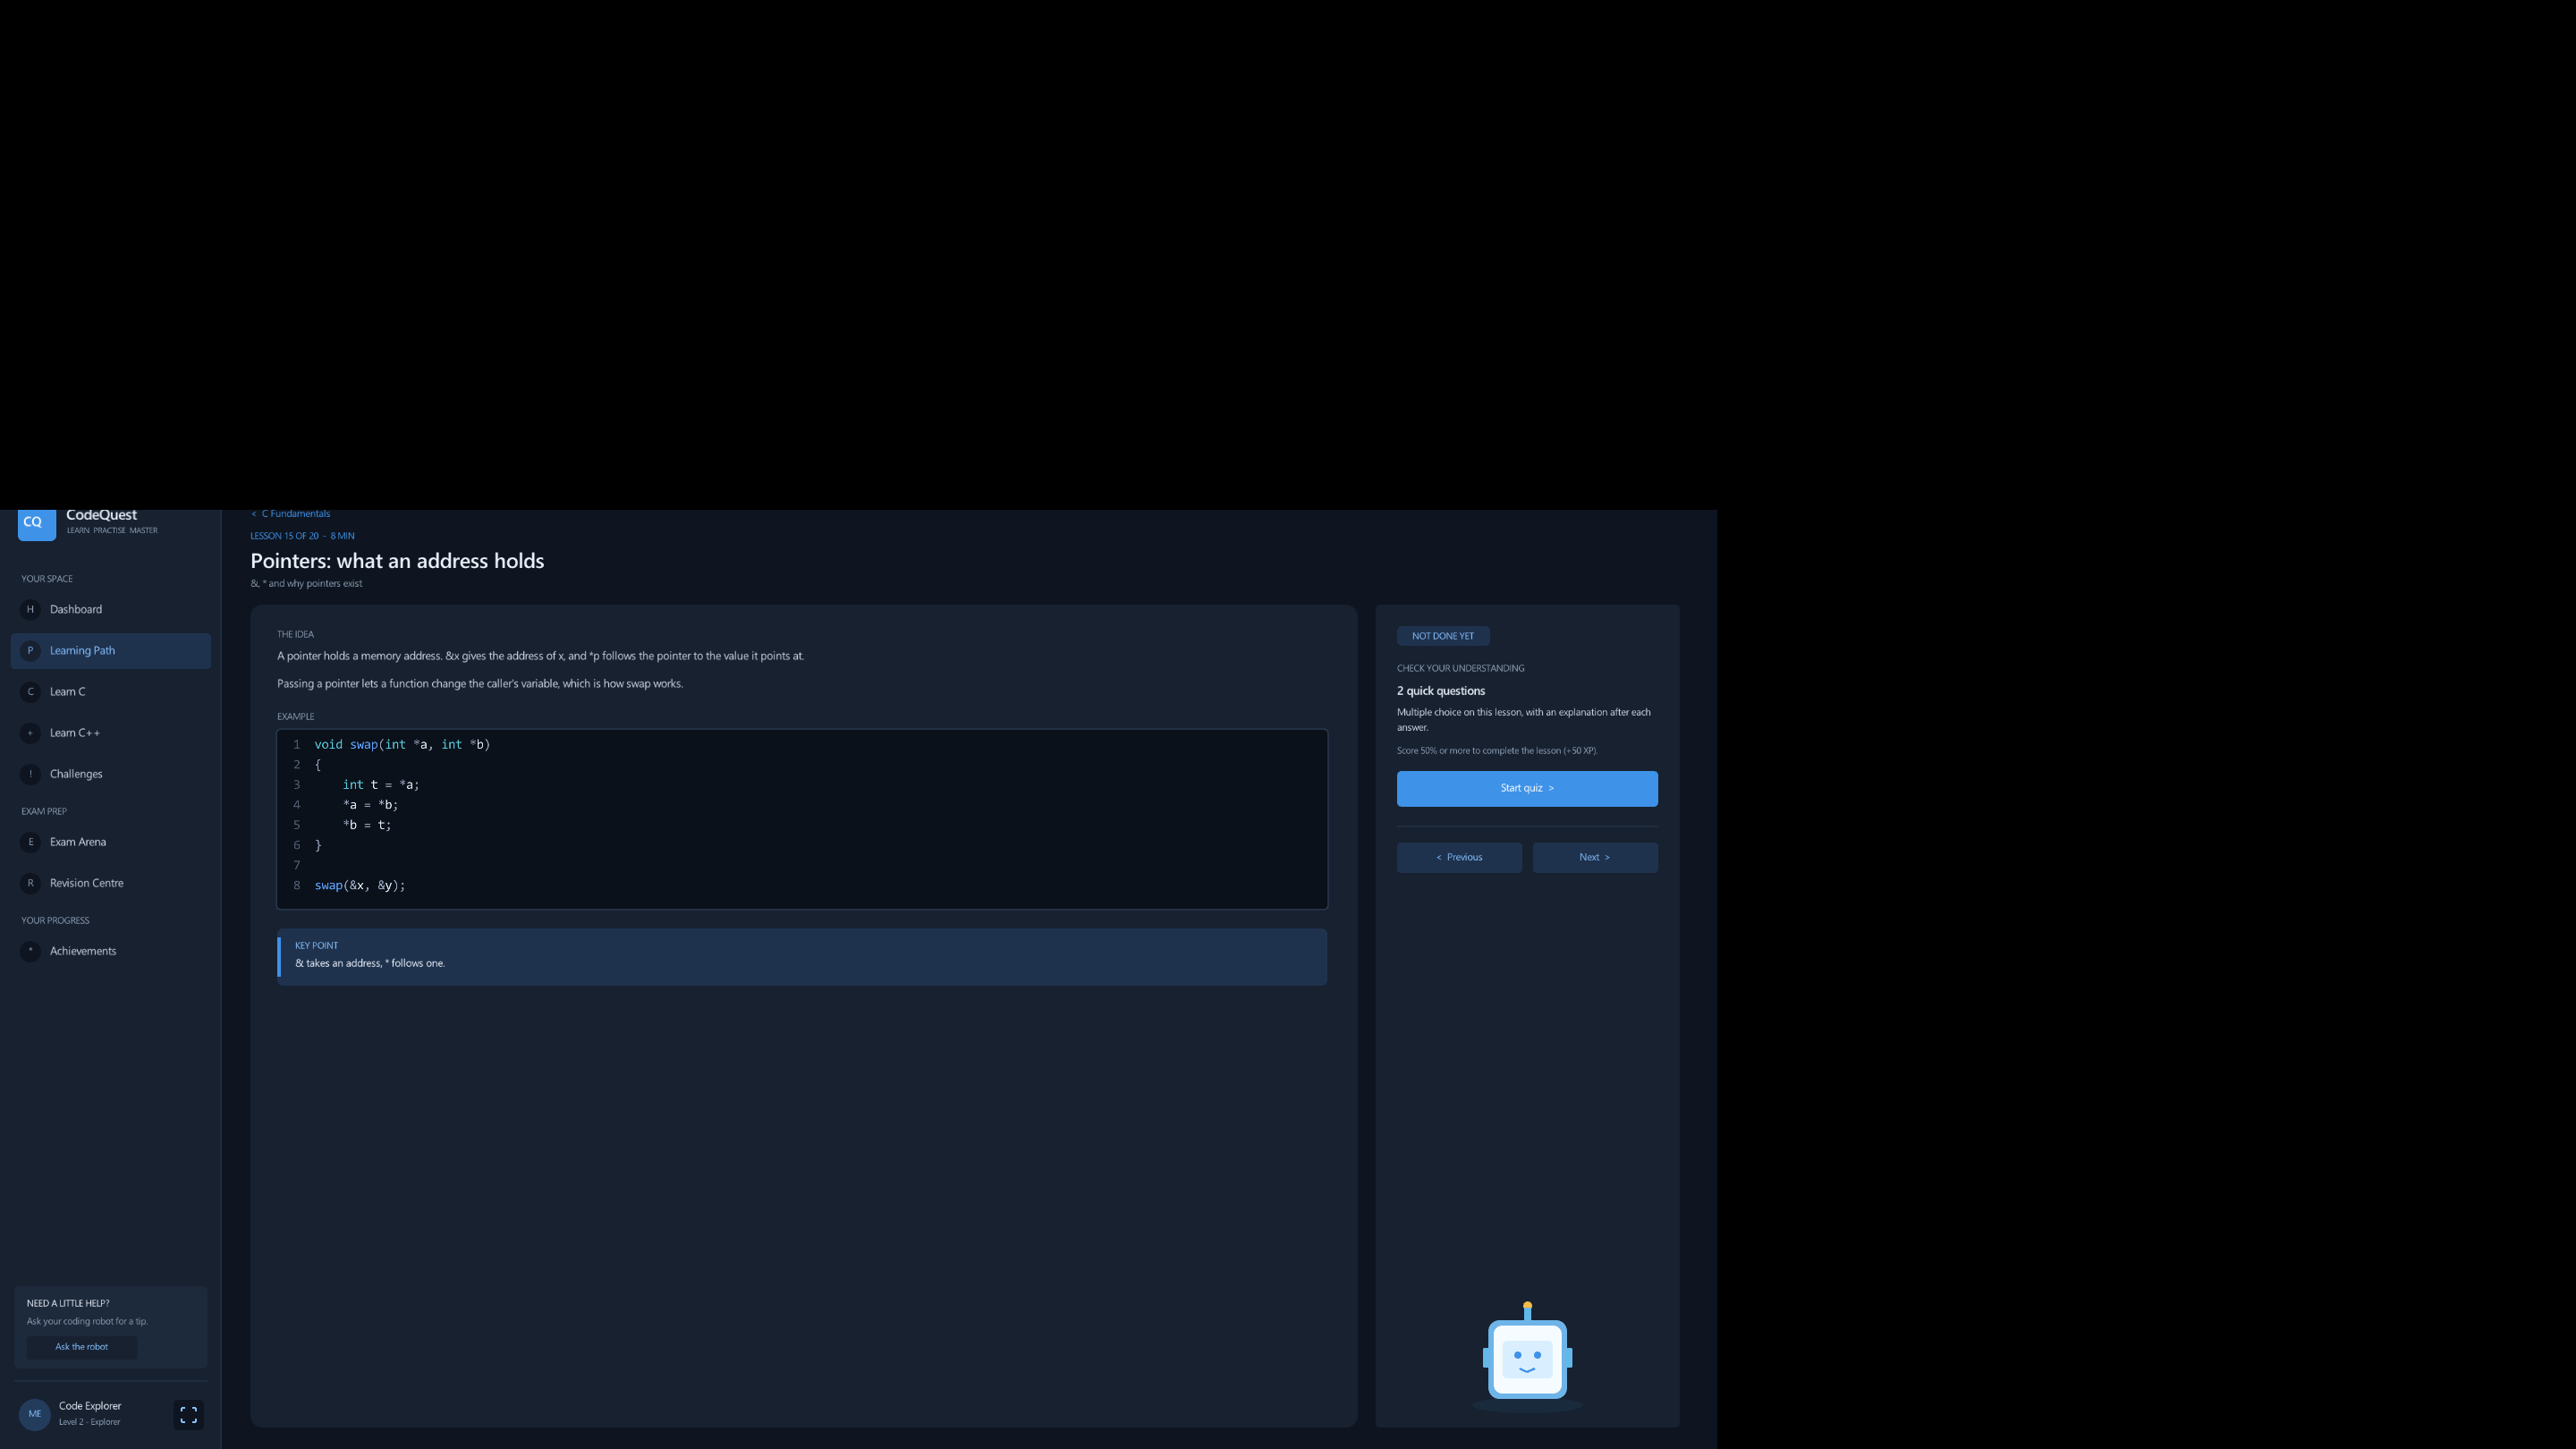 CQ
CodeQuest
LEARN PRACTISE MASTER
YOUR SPACE
H Dashboard
P Learning Path
C Learn C
+ Learn C++
! Challenges
EXAM PREP
E Exam Arena
R Revision Centre
YOUR PROGRESS
* Achievements
NEED A LITTLE HELP?
Ask your coding robot for a tip.
Ask the robot
ME
Code Explorer
Level 2 - Explorer
< C Fundamentals
LESSON 15 OF 20 - 8 MIN
Pointers: what an address holds
&, * and why pointers exist
THE IDEA
A pointer holds a memory address. &x gives the address of x, and *p follows the pointer to the value it points at.
Passing a pointer lets a function change the caller's variable, which is how swap works.
EXAMPLE
1 void swap(int *a, int *b)
2 {
3     int t = *a;
4     *a = *b;
5     *b = t;
6 }
7
8 swap(&x, &y);
KEY POINT
& takes an address, * follows one.
NOT DONE YET
CHECK YOUR UNDERSTANDING
2 quick questions
Multiple choice on this lesson, with an explanation after each
answer.
Score 50% or more to complete the lesson (+50 XP).
Start quiz >
< Previous
Next >